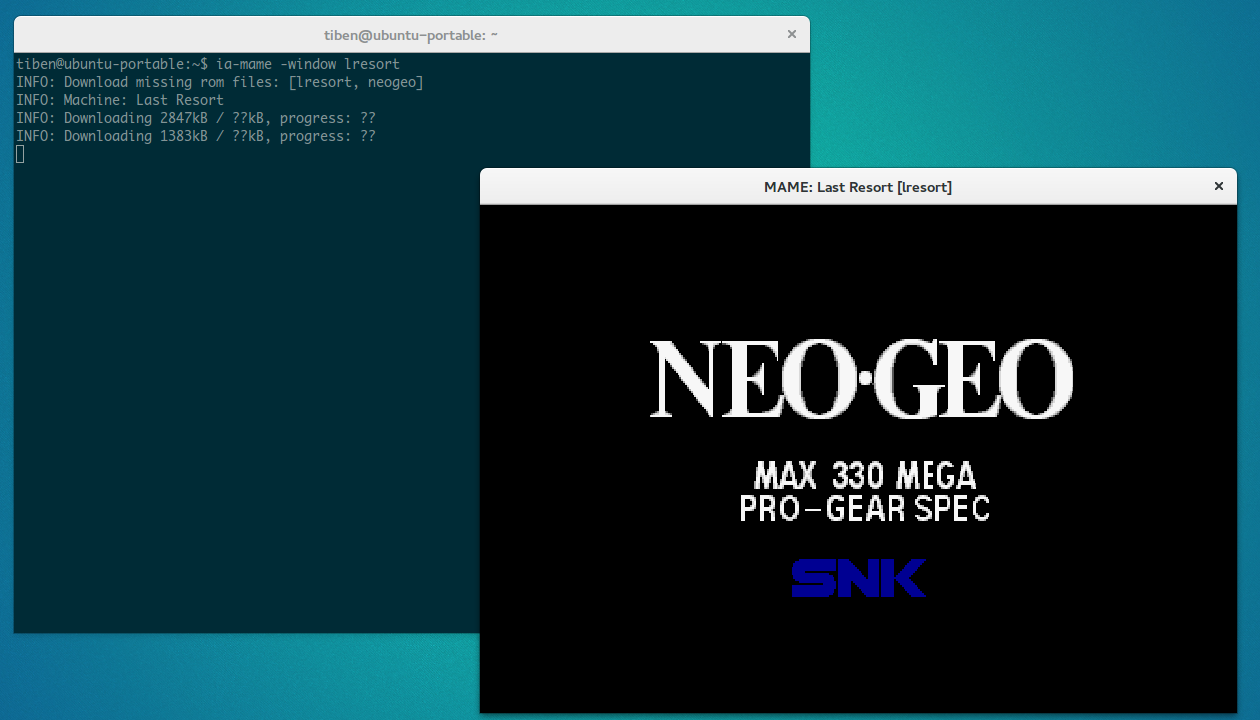 tiben@ubuntu-portable: ~
tiben@ubuntu-portable:~$ ia-mame -window lresort
INFO: Download missing rom files: [lresort, neogeo]
INFO: Machine: Last Resort
INFO: Downloading 2847kB / ??kB, progress: ??
INFO: Downloading 1383kB / ??kB, progress: ??
MAME: Last Resort [lresort]
NEO·GEO
MAX 330 MEGA
PRO-GEAR SPEC
SNK